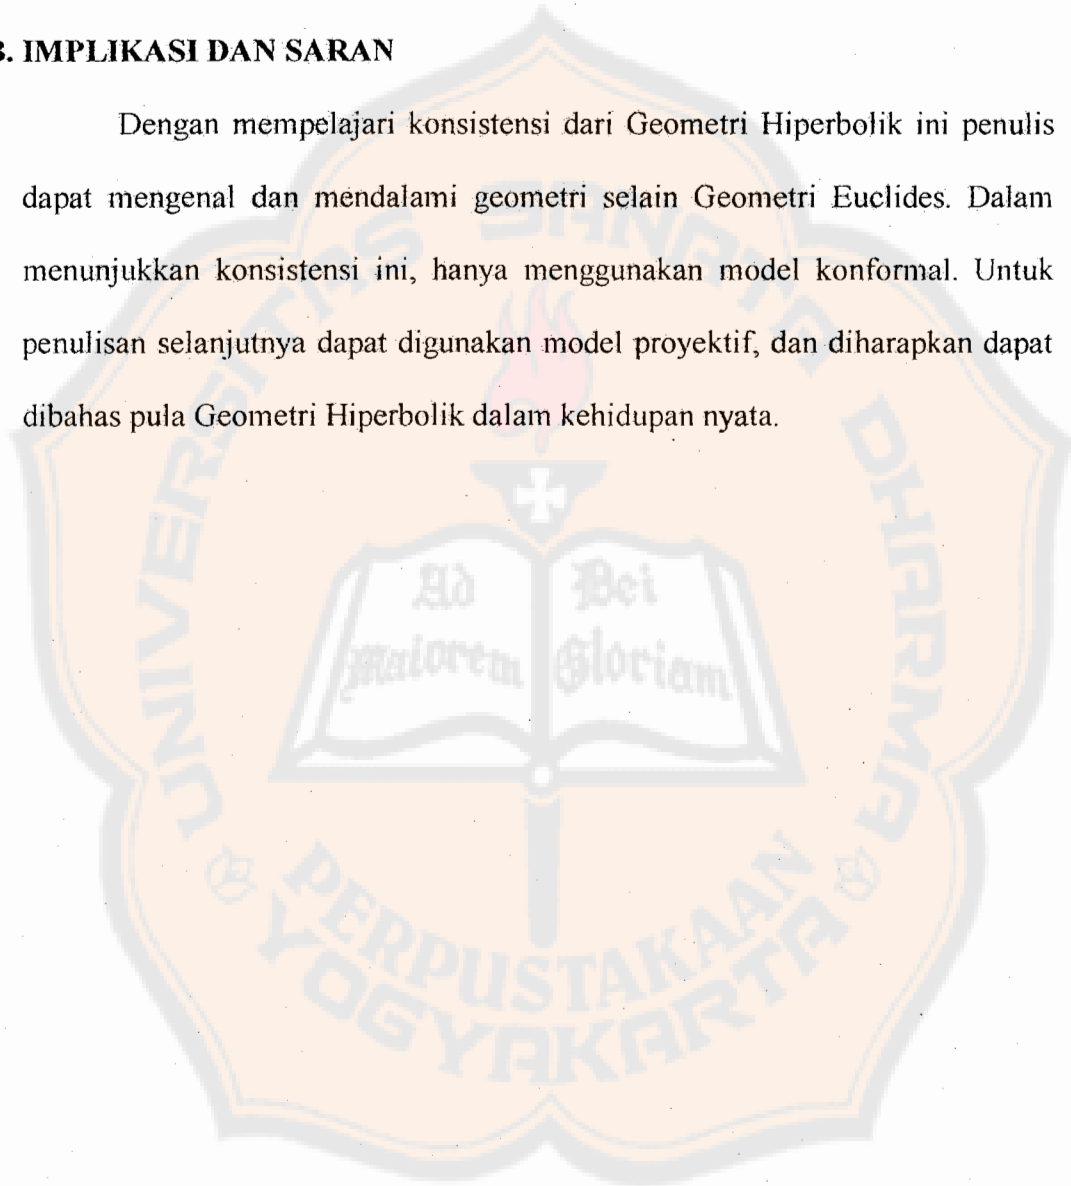 B. IMPLIKASI DAN SARAN
Dengan mempelajari konsistensi dari Geometri Hiperbolik ini penulis
dapat mengenal dan mendalami geometri selain Geometri Euclides. Dalam
menunjukkan konsistensi ini, hanya menggunakan model konformal. Untuk
penulisan selanjutnya dapat digunakan model proyektif, dan diharapkan dapat
dibahas pula Geometri Hiperbolik dalam kehidupan nyata.
UNIVERSITAS SANATA DHARMA
Ad Dei
Maiorem Gloriam
PERPUSTAKAAN
YOGYAKARTA